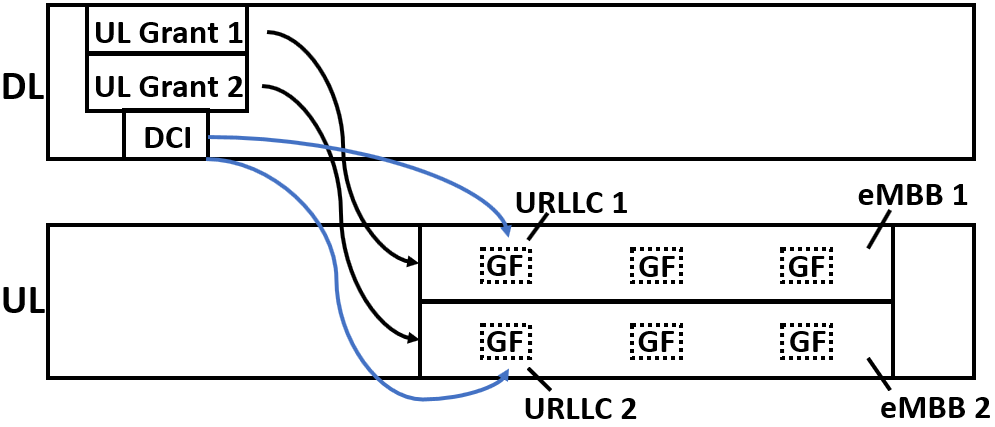 UL Grant 1
DL
UL Grant 2
DCI
URLLC 1
eMBB 1
GF GF GF
UL
GF GF GF
URLLC 2
eMBB 2